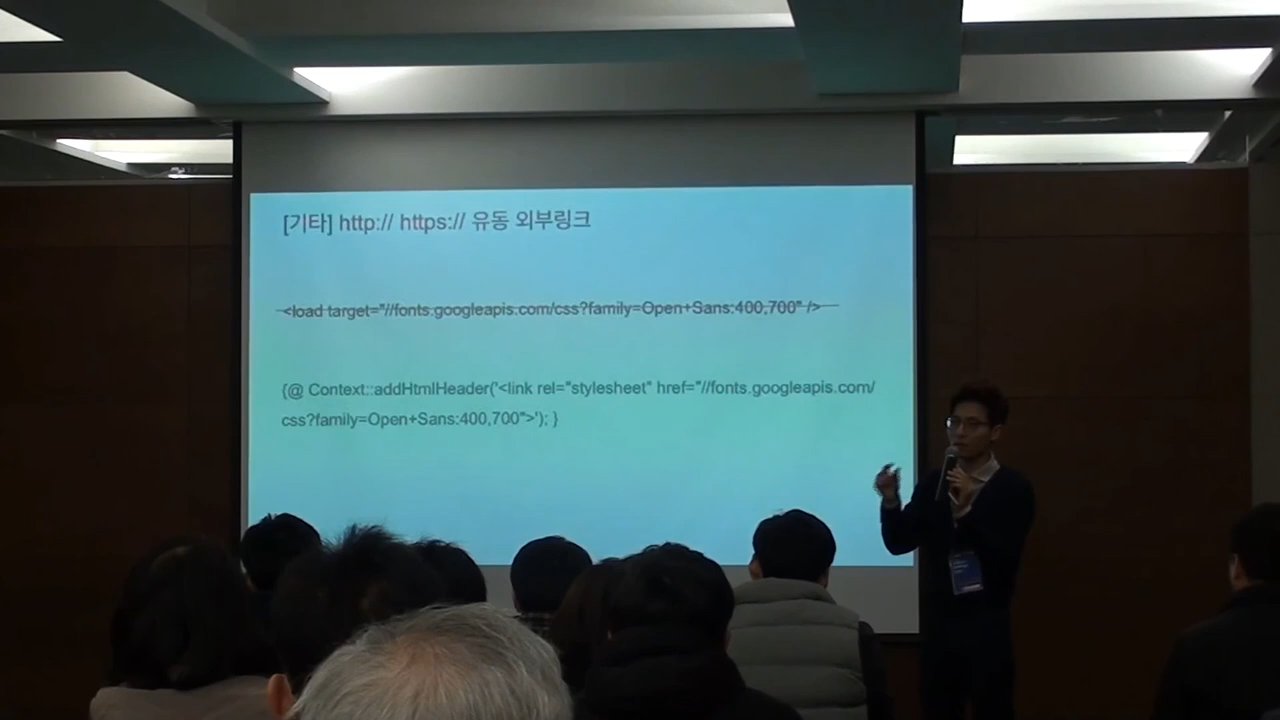 [기타] http:// https:// 유동 외부링크
<load target="//fonts.googleapis.com/css?family=Open+Sans:400,700" />
{@ Context::addHtmlHeader('<link rel="stylesheet" href="//fonts.googleapis.com/
css?family=Open+Sans:400,700">'); }